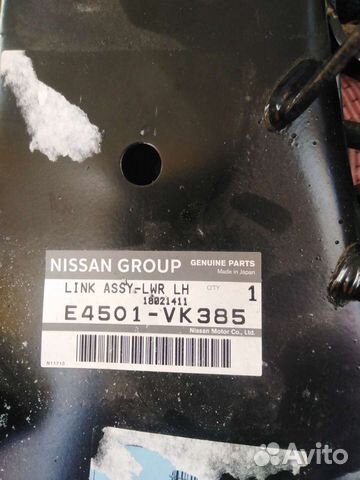 NISSAN GROUP GENUINE PARTS
Made in Japan
LINK ASSY-LWR LH QTY 1
18021411
E4501-VK385
Nissan Motor Co., Ltd.
N11710
Avito